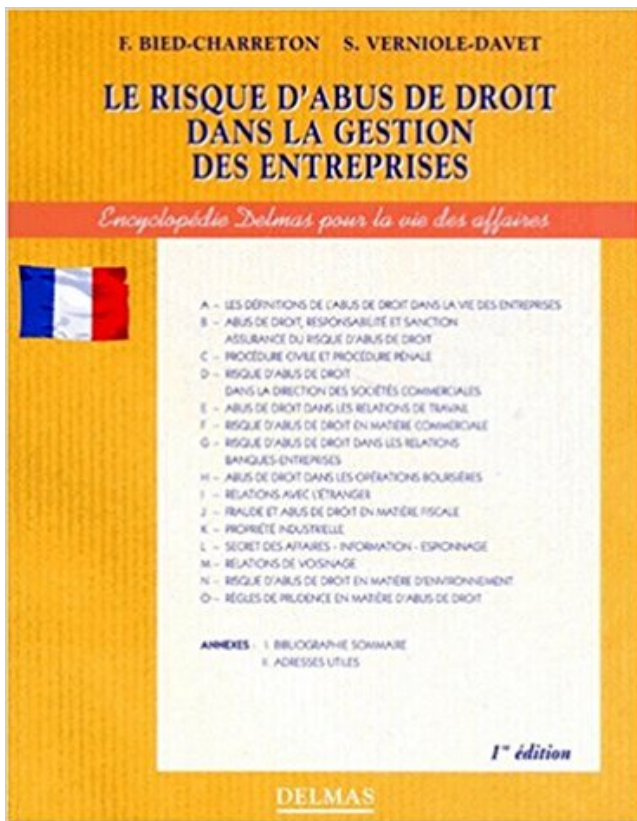 F. BIED-CHARRETON S. VERNIOLE-DAVET
LE RISQUE D'ABUS DE DROIT
DANS LA GESTION
DES ENTREPRISES
Encyclopédie Delmas pour la vie des affaires
A – LES DÉFINITIONS DE L'ABUS DE DROIT DANS LA VIE DES ENTREPRISES
B – ABUS DE DROIT, RESPONSABILITÉ ET SANCTION
ASSURANCE DU RISQUE D'ABUS DE DROIT
C – PROCÉDURE CIVILE ET PROCÉDURE PÉNALE
D – RISQUE D'ABUS DE DROIT
DANS LA DIRECTION DES SOCIÉTÉS COMMERCIALES
E – ABUS DE DROIT DANS LES RELATIONS DE TRAVAIL
F – RISQUE D'ABUS DE DROIT EN MATIÈRE COMMERCIALE
G – RISQUE D'ABUS DE DROIT DANS LES RELATIONS
BANQUES-ENTREPRISES
H – ABUS DE DROIT DANS LES OPÉRATIONS BOURSIÈRES
I – RELATIONS AVEC L'ÉTRANGER
J – FRAUDE ET ABUS DE DROIT EN MATIÈRE FISCALE
K – PROPRIÉTÉ INDUSTRIELLE
L – SECRET DES AFFAIRES - INFORMATION - ESPIONNAGE
M – RELATIONS DE VOISINAGE
N – RISQUE D'ABUS DE DROIT EN MATIÈRE D'ENVIRONNEMENT
O – RÈGLES DE PRUDENCE EN MATIÈRE D'ABUS DE DROIT
ANNEXES : I. BIBLIOGRAPHIE SOMMAIRE
II. ADRESSES UTILES
1re édition
DELMAS